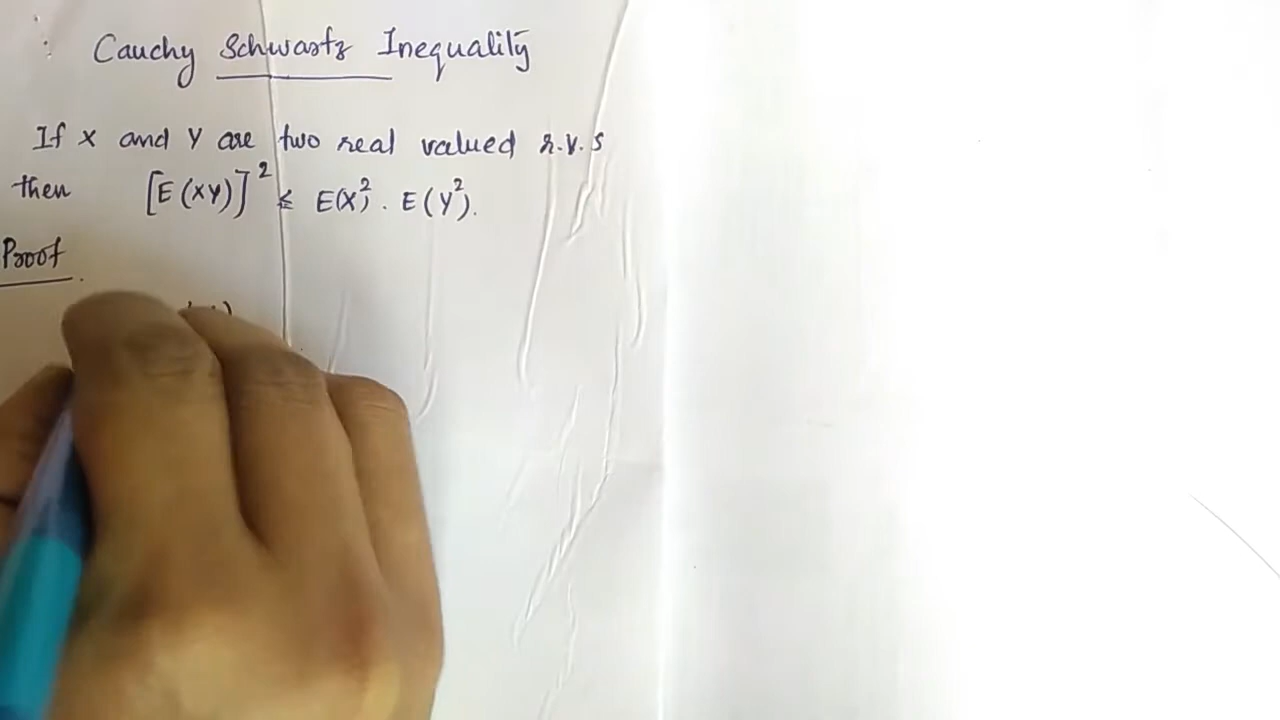 : Cauchy Schwartz Inequality
If X and Y are two real valued r.v.s
then [E(XY)]² ≤ E(X²) . E(Y²).
Proof.